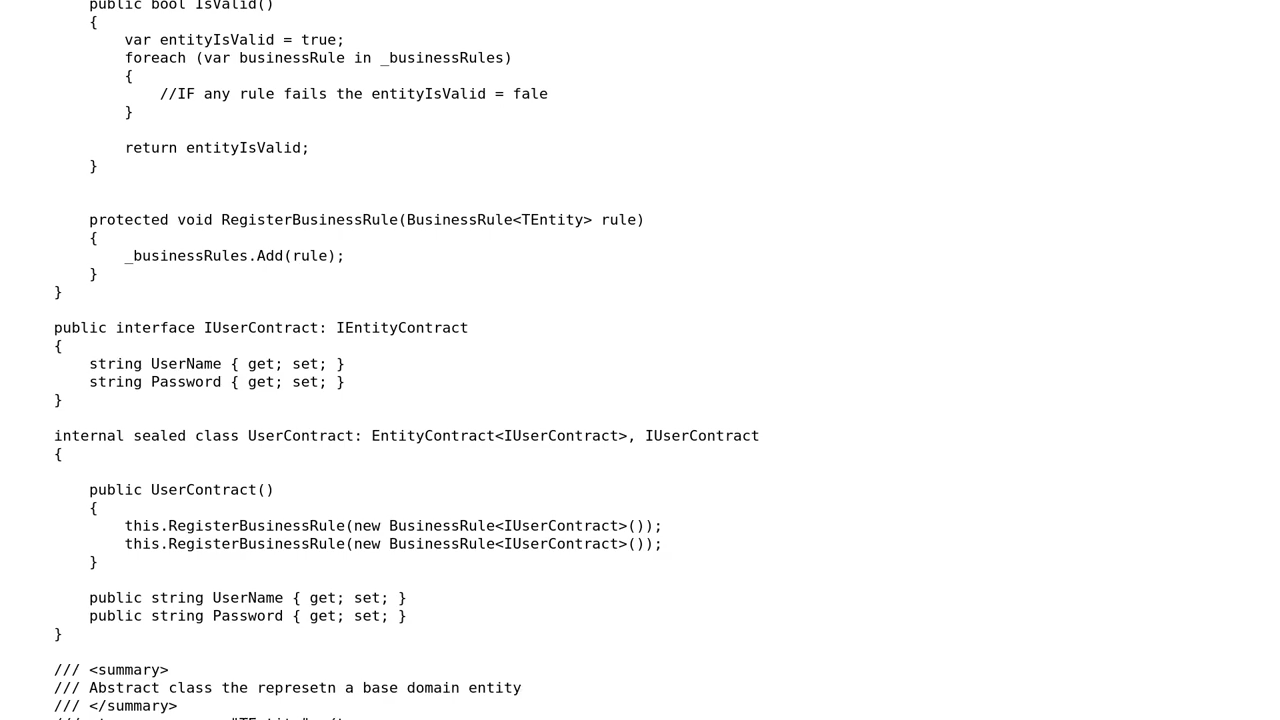 public bool IsValid()
{
var entityIsValid = true;
foreach (var businessRule in _businessRules)
{
//IF any rule fails the entityIsValid = fale
}
return entityIsValid;
}
protected void RegisterBusinessRule(BusinessRule<TEntity> rule)
{
_businessRules.Add(rule);
}
}
public interface IUserContract: IEntityContract
{
string UserName { get; set; }
string Password { get; set; }
}
internal sealed class UserContract: EntityContract<IUserContract>, IUserContract
{
public UserContract()
{
this.RegisterBusinessRule(new BusinessRule<IUserContract>());
this.RegisterBusinessRule(new BusinessRule<IUserContract>());
}
public string UserName { get; set; }
public string Password { get; set; }
}
/// <summary>
/// Abstract class the represetn a base domain entity
/// </summary>